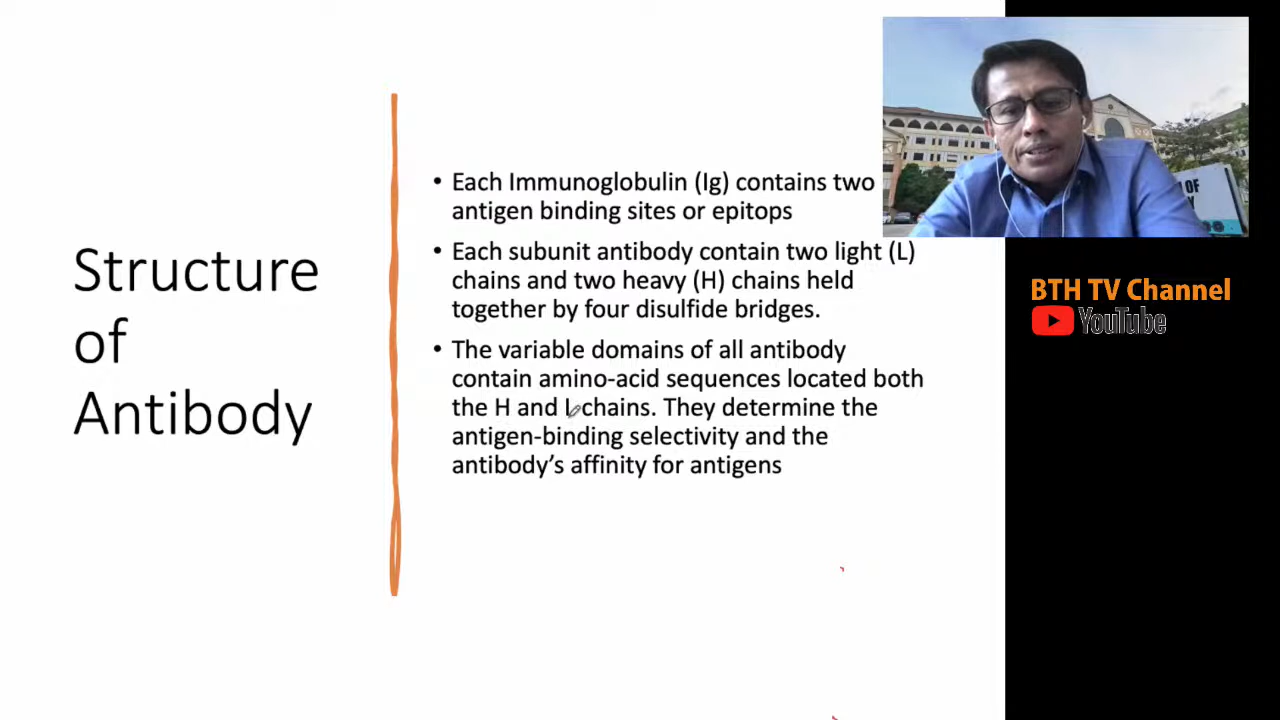 Structure
of
Antibody
• Each Immunoglobulin (Ig) contains two
antigen binding sites or epitops
• Each subunit antibody contain two light (L)
chains and two heavy (H) chains held
together by four disulfide bridges.
• The variable domains of all antibody
contain amino-acid sequences located both
the H and L chains. They determine the
antigen-binding selectivity and the
antibody's affinity for antigens
OF
BTH TV Channel
YouTube